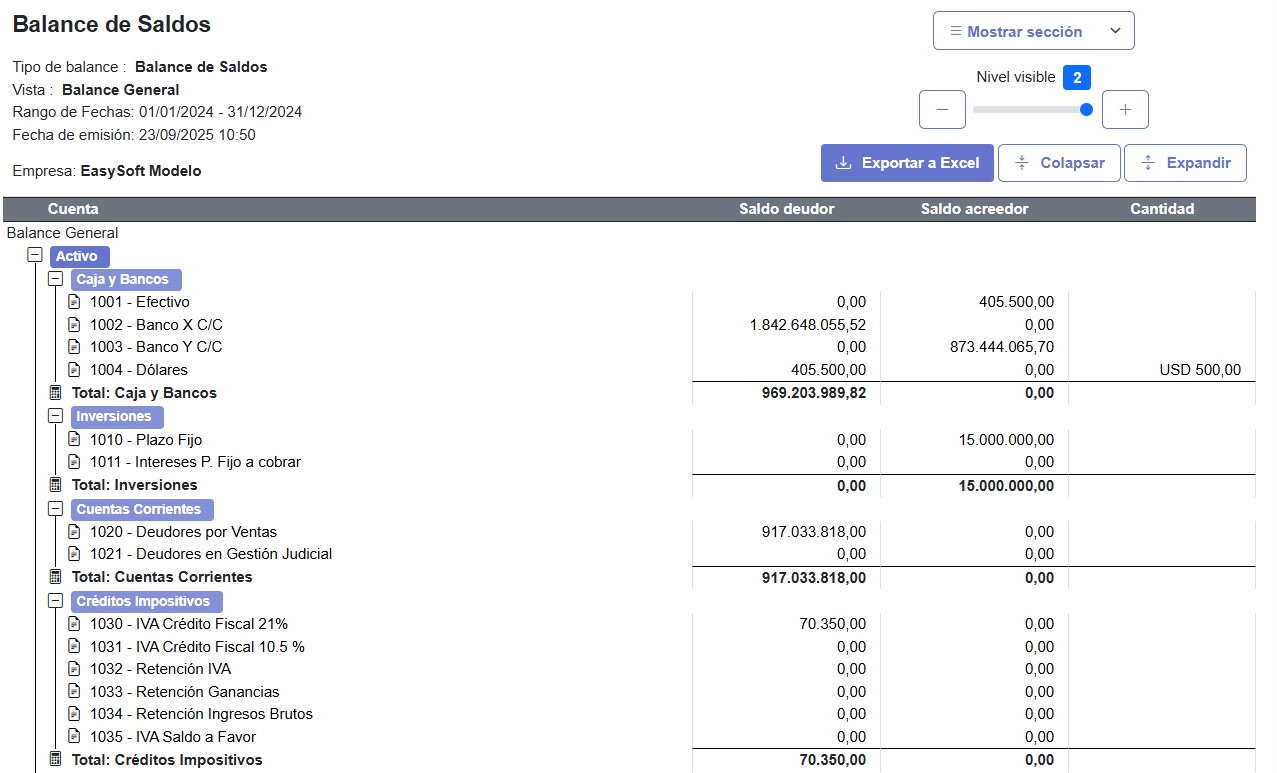 Balance de Saldos
Mostrar sección
Tipo de balance : Balance de Saldos
Nivel visible 2
Vista : Balance General
Rango de Fechas: 01/01/2024 - 31/12/2024
Fecha de emisión: 23/09/2025 10:50
Empresa: EasySoft Modelo
Exportar a Excel Colapsar Expandir
Cuenta Saldo deudor Saldo acreedor Cantidad
Balance General
Activo
Caja y Bancos
1001 - Efectivo 0,00 405.500,00
1002 - Banco X C/C 1.842.648.055,52 0,00
1003 - Banco Y C/C 0,00 873.444.065,70
1004 - Dólares 405.500,00 0,00 USD 500,00
Total: Caja y Bancos 969.203.989,82 0,00
Inversiones
1010 - Plazo Fijo 0,00 15.000.000,00
1011 - Intereses P. Fijo a cobrar 0,00 0,00
Total: Inversiones 0,00 15.000.000,00
Cuentas Corrientes
1020 - Deudores por Ventas 917.033.818,00 0,00
1021 - Deudores en Gestión Judicial 0,00 0,00
Total: Cuentas Corrientes 917.033.818,00 0,00
Créditos Impositivos
1030 - IVA Crédito Fiscal 21% 70.350,00 0,00
1031 - IVA Crédito Fiscal 10.5 % 0,00 0,00
1032 - Retención IVA 0,00 0,00
1033 - Retención Ganancias 0,00 0,00
1034 - Retención Ingresos Brutos 0,00 0,00
1035 - IVA Saldo a Favor 0,00 0,00
Total: Créditos Impositivos 70.350,00 0,00